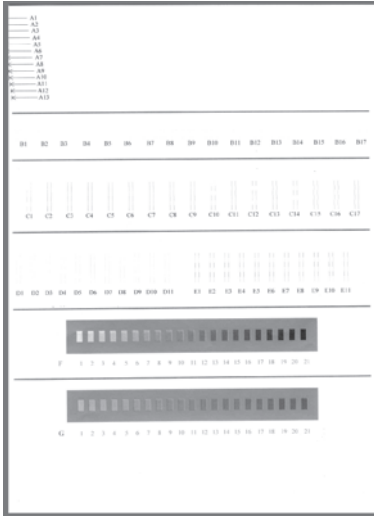 A1
A2
A3
A4
A5
A6
A7
A8
A9
A10
A11
A12
A13
B1 B2 B3 B4 B5 B6 B7 B8 B9 B10 B11 B12 B13 B14 B15 B16 B17
C1 C2 C3 C4 C5 C6 C7 C8 C9 C10 C11 C12 C13 C14 C15 C16 C17
D1 D2 D3 D4 D5 D6 D7 D8 D9 D10 D11 E1 E2 E3 E4 E5 E6 E7 E8 E9 E10 E11
F 1 2 3 4 5 6 7 8 9 10 11 12 13 14 15 16 17 18 19 20 21
G 1 2 3 4 5 6 7 8 9 10 11 12 13 14 15 16 17 18 19 20 21